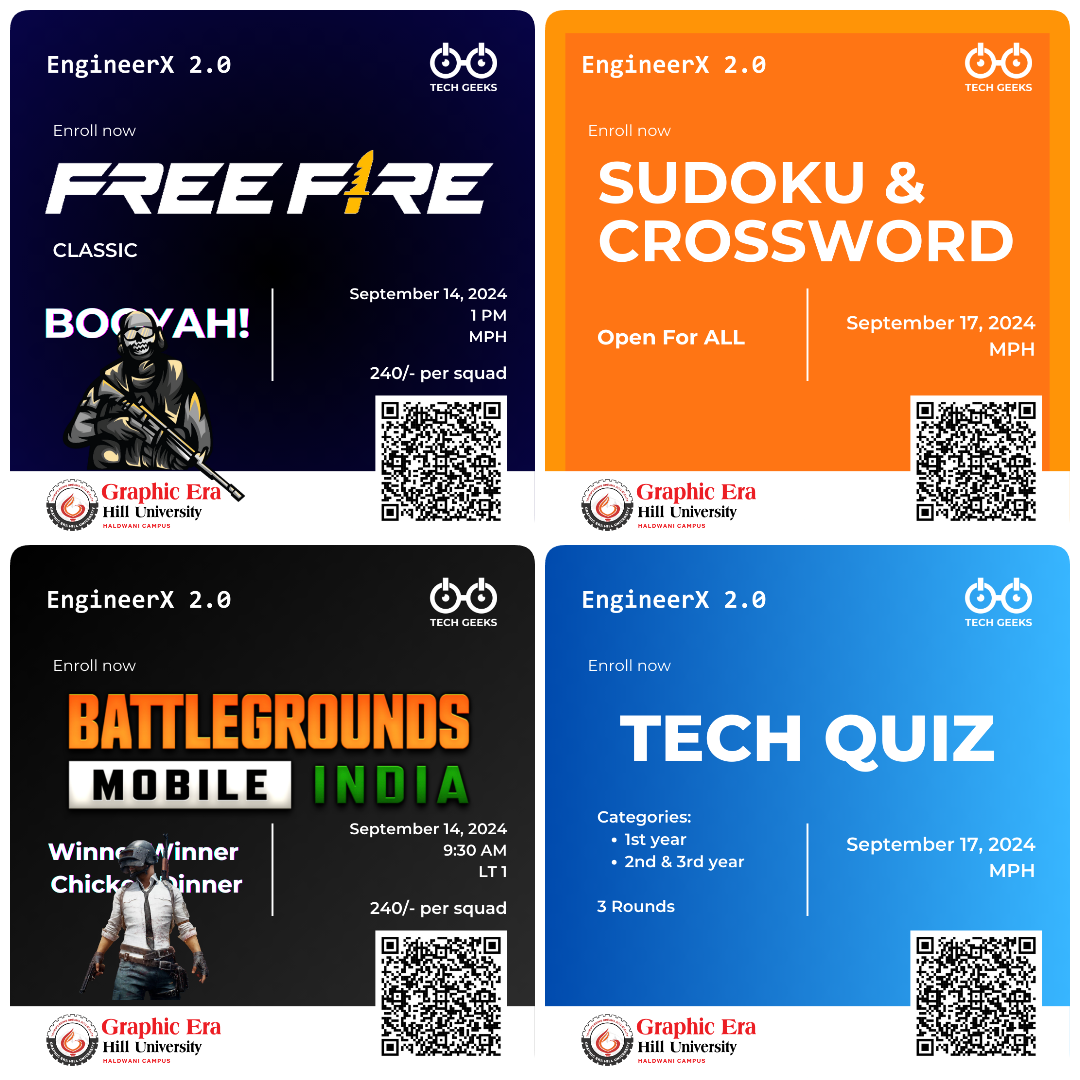 EngineerX 2.0
TECH GEEKS
Enroll now
FREE FIRE
CLASSIC
BOOYAH!
September 14, 2024
1 PM
MPH
240/- per squad
Graphic Era
Hill University
HALDWANI CAMPUS
EngineerX 2.0
TECH GEEKS
Enroll now
SUDOKU &
CROSSWORD
Open For ALL
September 17, 2024
MPH
Graphic Era
Hill University
HALDWANI CAMPUS
EngineerX 2.0
TECH GEEKS
Enroll now
BATTLEGROUNDS
MOBILE INDIA
Winner Winner
Chicken Dinner
September 14, 2024
9:30 AM
LT 1
240/- per squad
Graphic Era
Hill University
HALDWANI CAMPUS
EngineerX 2.0
TECH GEEKS
Enroll now
TECH QUIZ
Categories:
• 1st year
• 2nd & 3rd year
3 Rounds
September 17, 2024
MPH
Graphic Era
Hill University
HALDWANI CAMPUS